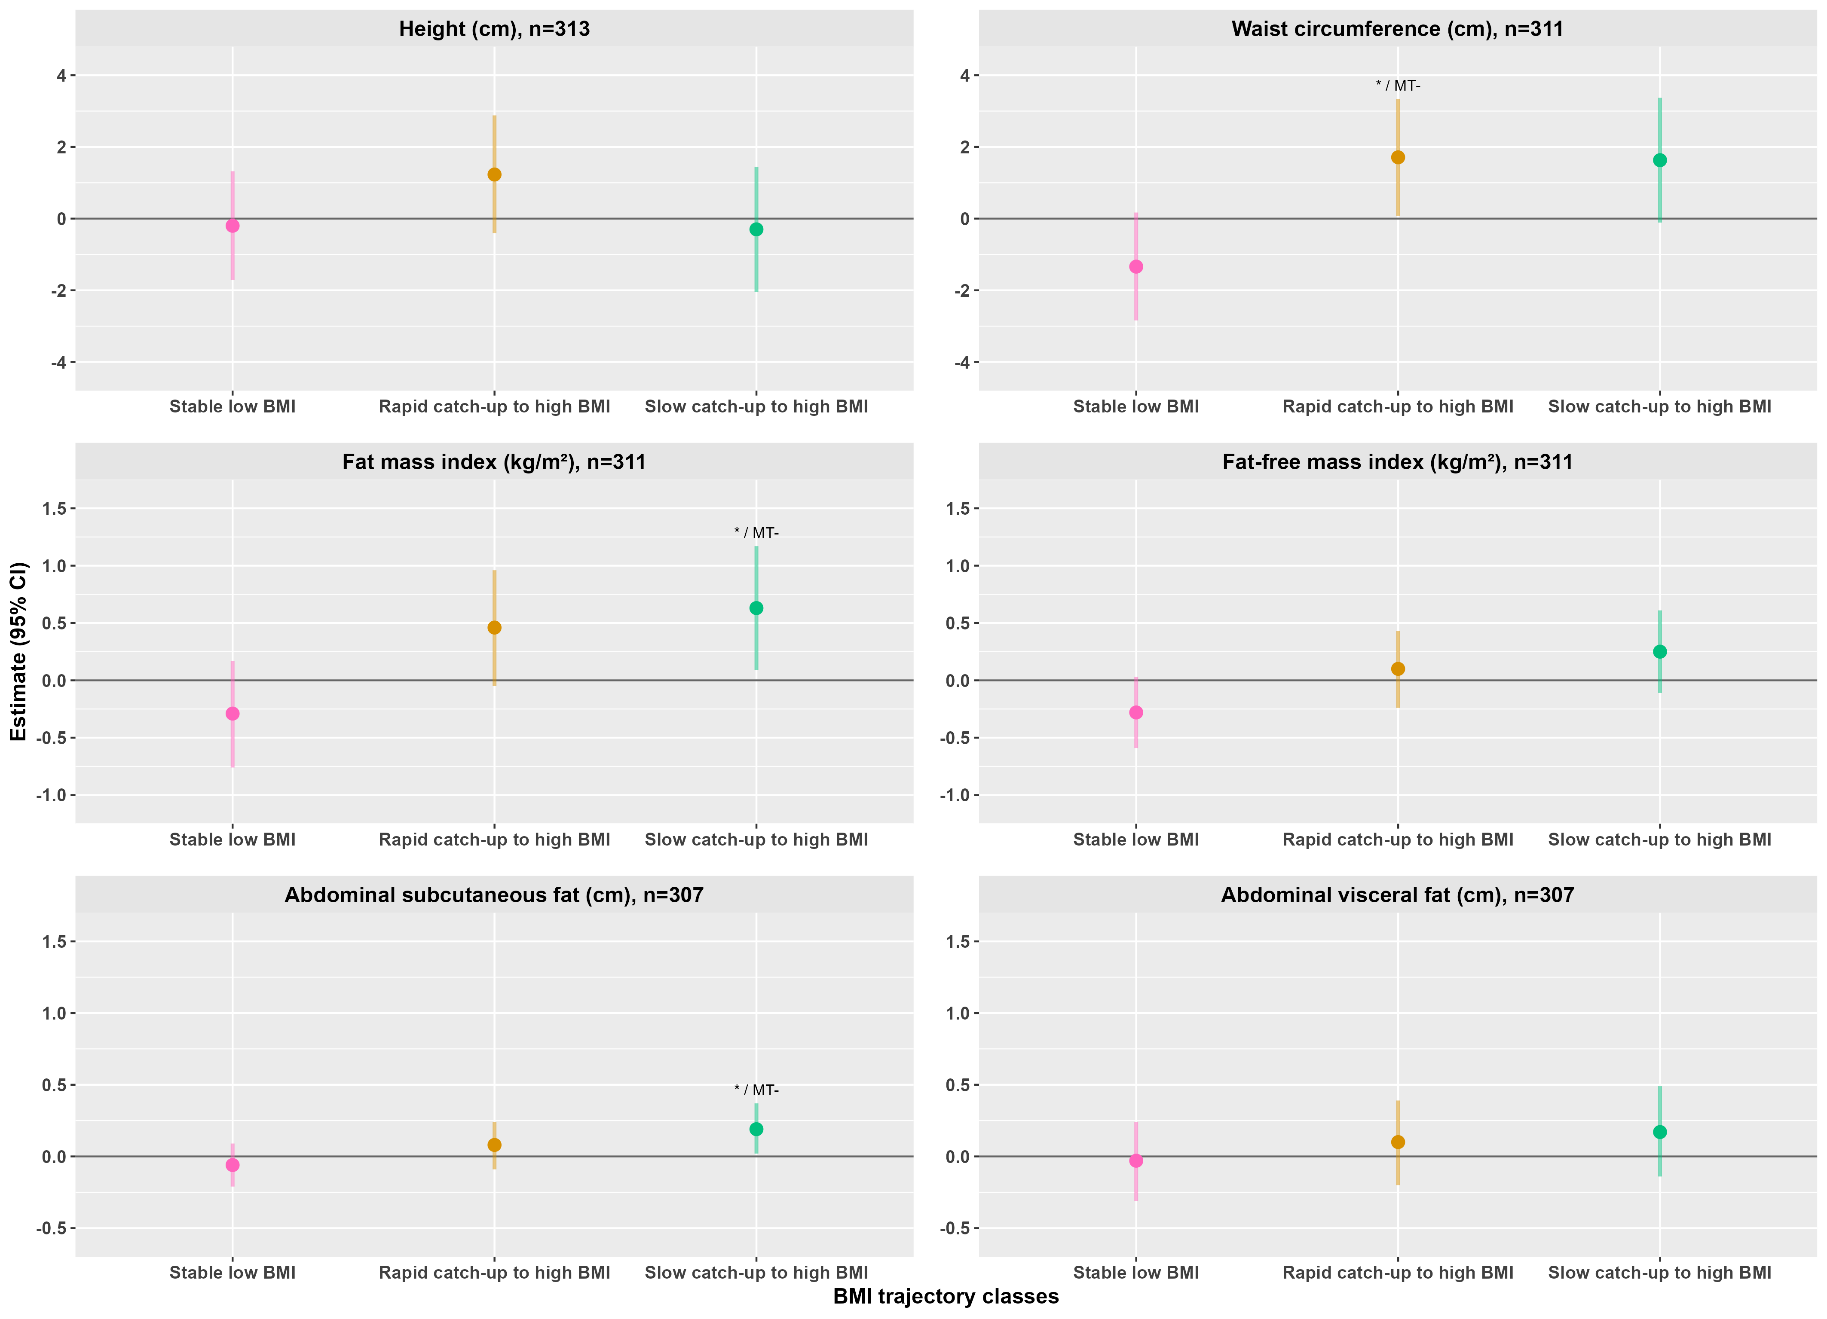 Height (cm), n=313
4
2
0
-2
-4
Stable low BMI
Rapid catch-up to high BMI
Slow catch-up to high BMI
Waist circumference (cm), n=311
* / MT-
4
2
0
-2
-4
Stable low BMI
Rapid catch-up to high BMI
Slow catch-up to high BMI
Estimate (95% CI)
Fat mass index (kg/m²), n=311
* / MT-
1.5
1.0
0.5
0.0
-0.5
-1.0
Stable low BMI
Rapid catch-up to high BMI
Slow catch-up to high BMI
Fat-free mass index (kg/m²), n=311
1.5
1.0
0.5
0.0
-0.5
-1.0
Stable low BMI
Rapid catch-up to high BMI
Slow catch-up to high BMI
Abdominal subcutaneous fat (cm), n=307
* / MT-
1.5
1.0
0.5
0.0
-0.5
Stable low BMI
Rapid catch-up to high BMI
Slow catch-up to high BMI
Abdominal visceral fat (cm), n=307
1.5
1.0
0.5
0.0
-0.5
Stable low BMI
Rapid catch-up to high BMI
Slow catch-up to high BMI
BMI trajectory classes